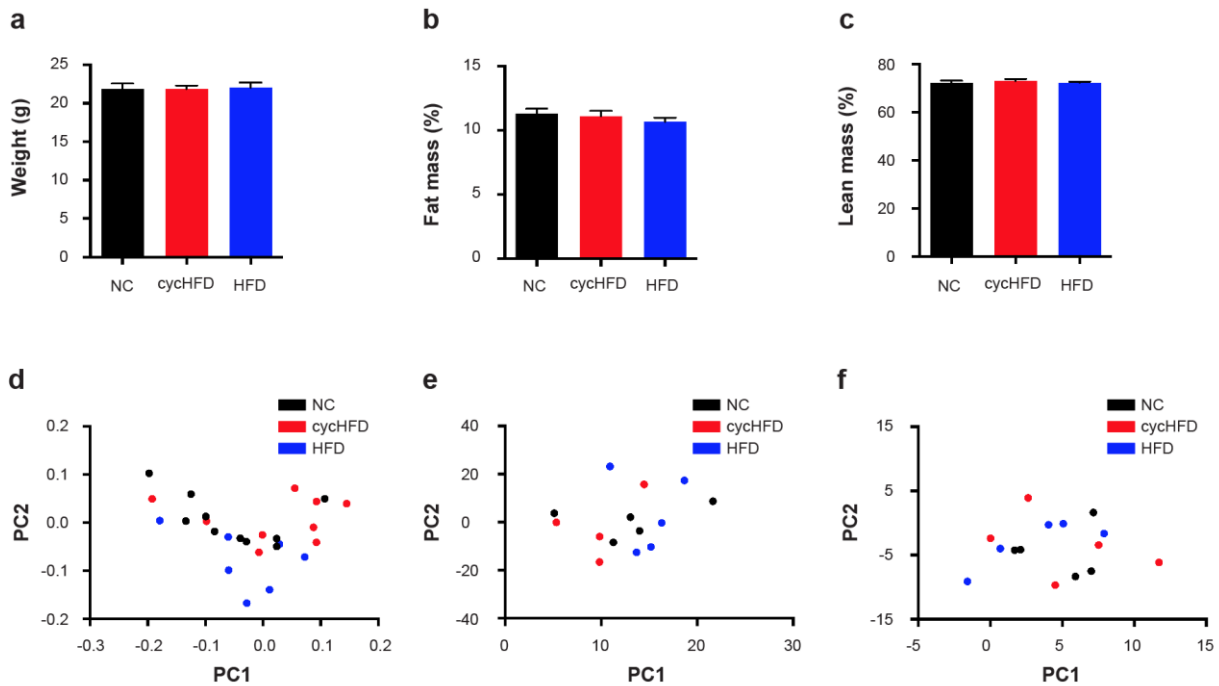 a
b
c
25
20
15
10
5
0
Weight (g)
NC
cycHFD
HFD
15
10
5
0
Fat mass (%)
NC
cycHFD
HFD
80
60
40
20
0
Lean mass (%)
NC
cycHFD
HFD
d
e
f
NC
cycHFD
HFD
0.2
0.1
0.0
-0.1
-0.2
PC2
-0.3
-0.2
-0.1
0.0
0.1
0.2
PC1
NC
cycHFD
HFD
40
20
0
-20
-40
PC2
0
10
20
30
PC1
NC
cycHFD
HFD
15
5
-5
-15
PC2
-5
0
5
10
15
PC1